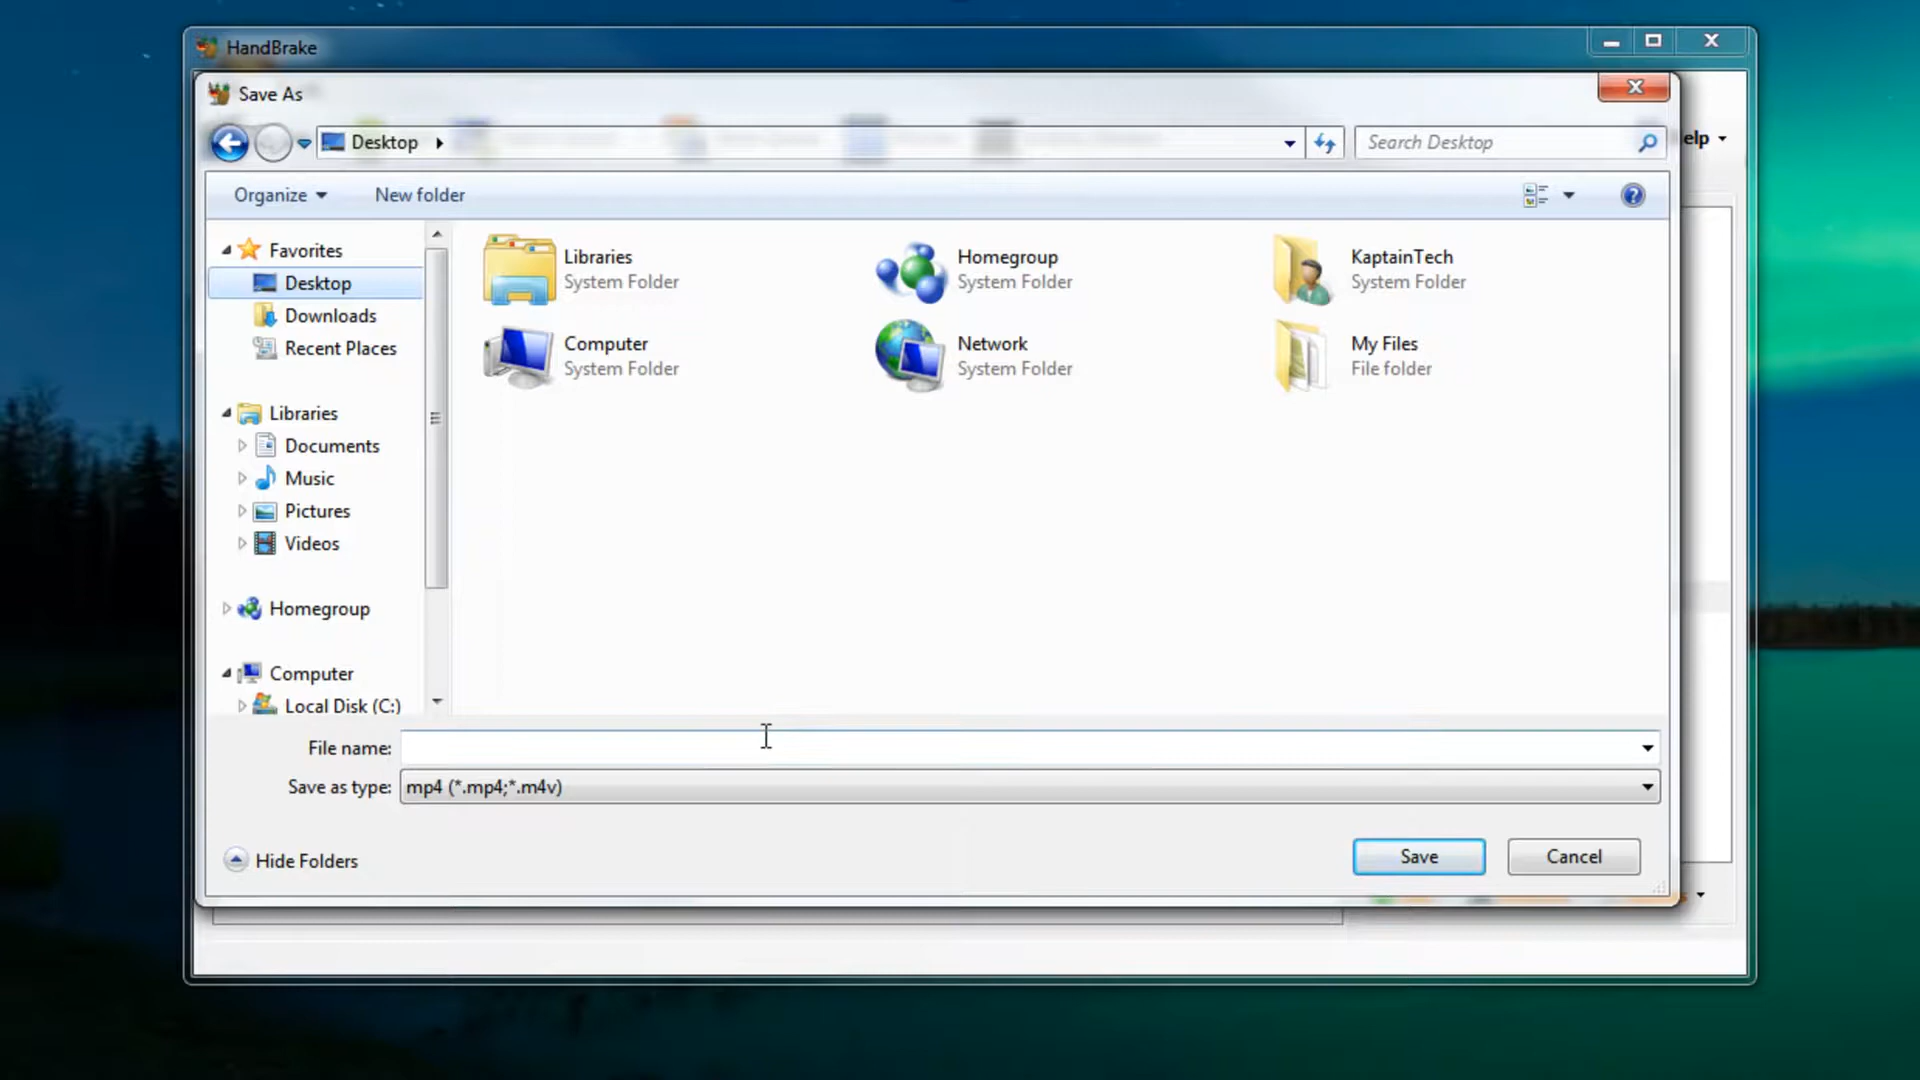 HandBrake
Save As
Desktop
Search Desktop
elp
Organize
New folder
Favorites
Desktop
Downloads
Recent Places
Libraries
Documents
Music
Pictures
Videos
Homegroup
Computer
Local Disk (C:)
Libraries
System Folder
Homegroup
System Folder
KaptainTech
System Folder
Computer
System Folder
Network
System Folder
My Files
File folder
File name:
Save as type:
mp4 (*.mp4;*.m4v)
Hide Folders
Save
Cancel